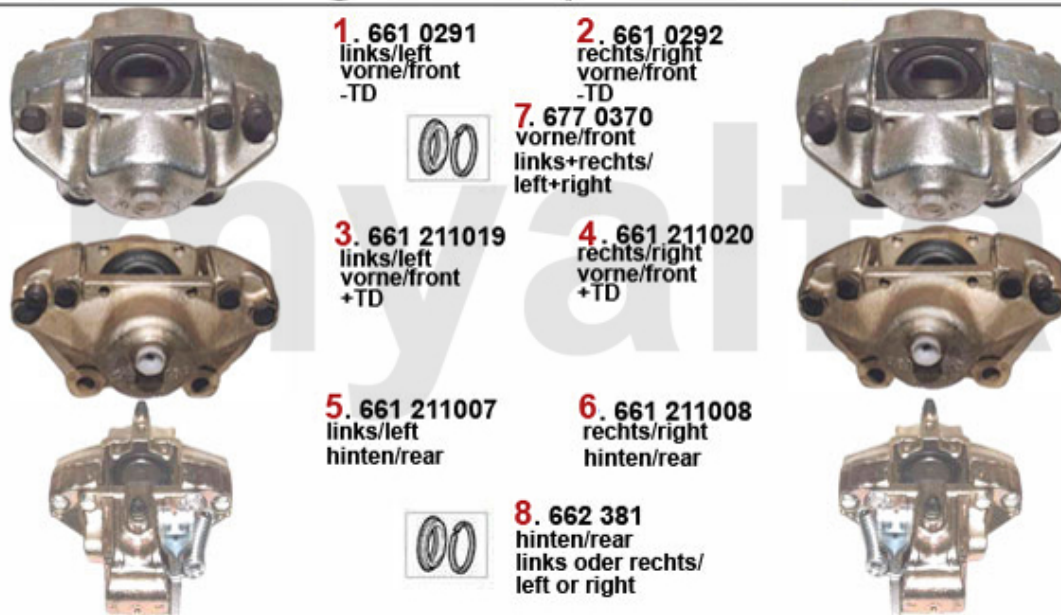 1. 661 0291
links/left
vorne/front
-TD
2. 661 0292
rechts/right
vorne/front
-TD
7. 677 0370
vorne/front
links+rechts/
left+right
3. 661 211019
links/left
vorne/front
+TD
4. 661 211020
rechts/right
vorne/front
+TD
5. 661 211007
links/left
hinten/rear
6. 661 211008
rechts/right
hinten/rear
8. 662 381
hinten/rear
links oder rechts/
left or right
myalfa